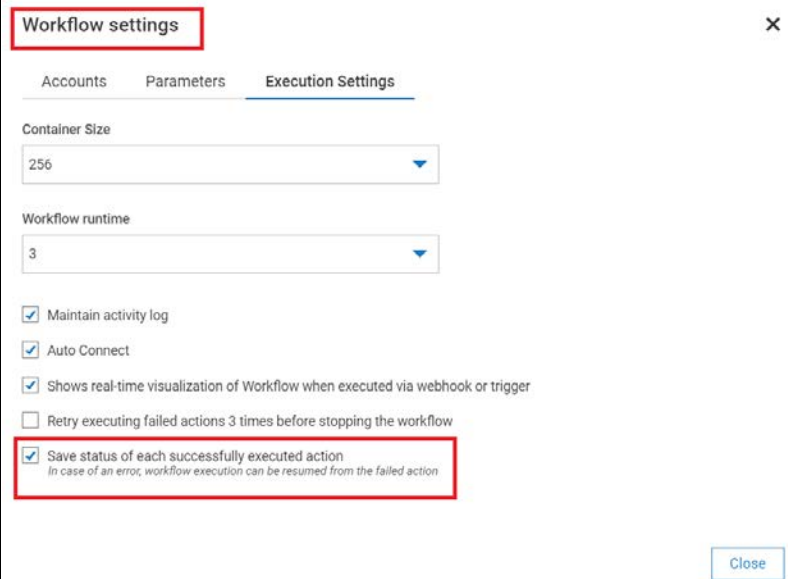 Workflow settings
Accounts Parameters Execution Settings
Container Size
256
Workflow runtime
3
Maintain activity log
Auto Connect
Shows real-time visualization of Workflow when executed via webhook or trigger
Retry executing failed actions 3 times before stopping the workflow
Save status of each successfully executed action
In case of an error, workflow execution can be resumed from the failed action
Close